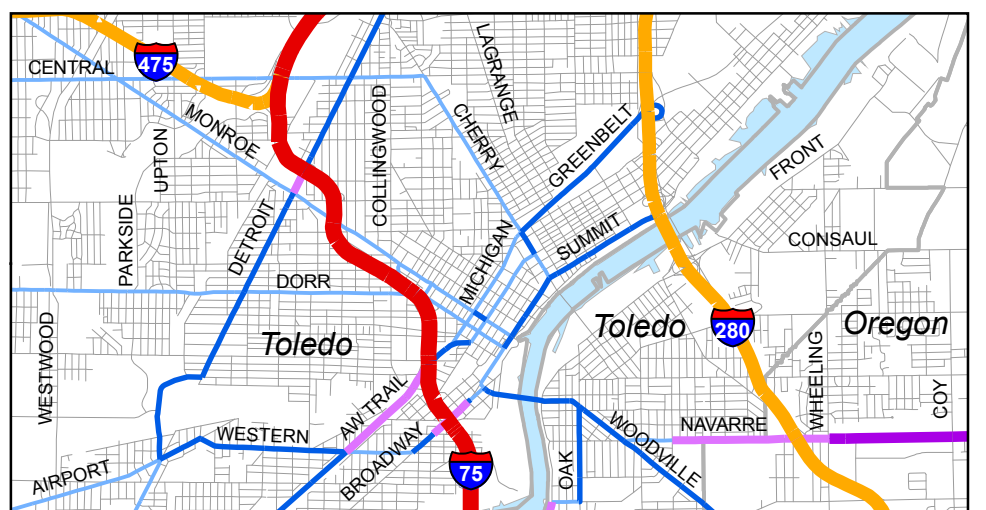 LAGRANGE
CENTRAL
475
COLLINGWOOD
CHERRY
MONROE
GREENBELT
UPTON
FRONT
PARKSIDE
DETROIT
MICHIGAN
SUMMIT
CONSAUL
DORR
WESTWOOD
Toledo
Toledo
280
Oregon
WHEELING
COY
AW TRAIL
WESTERN
BROADWAY
WOODVILLE
NAVARRE
AIRPORT
75
OAK